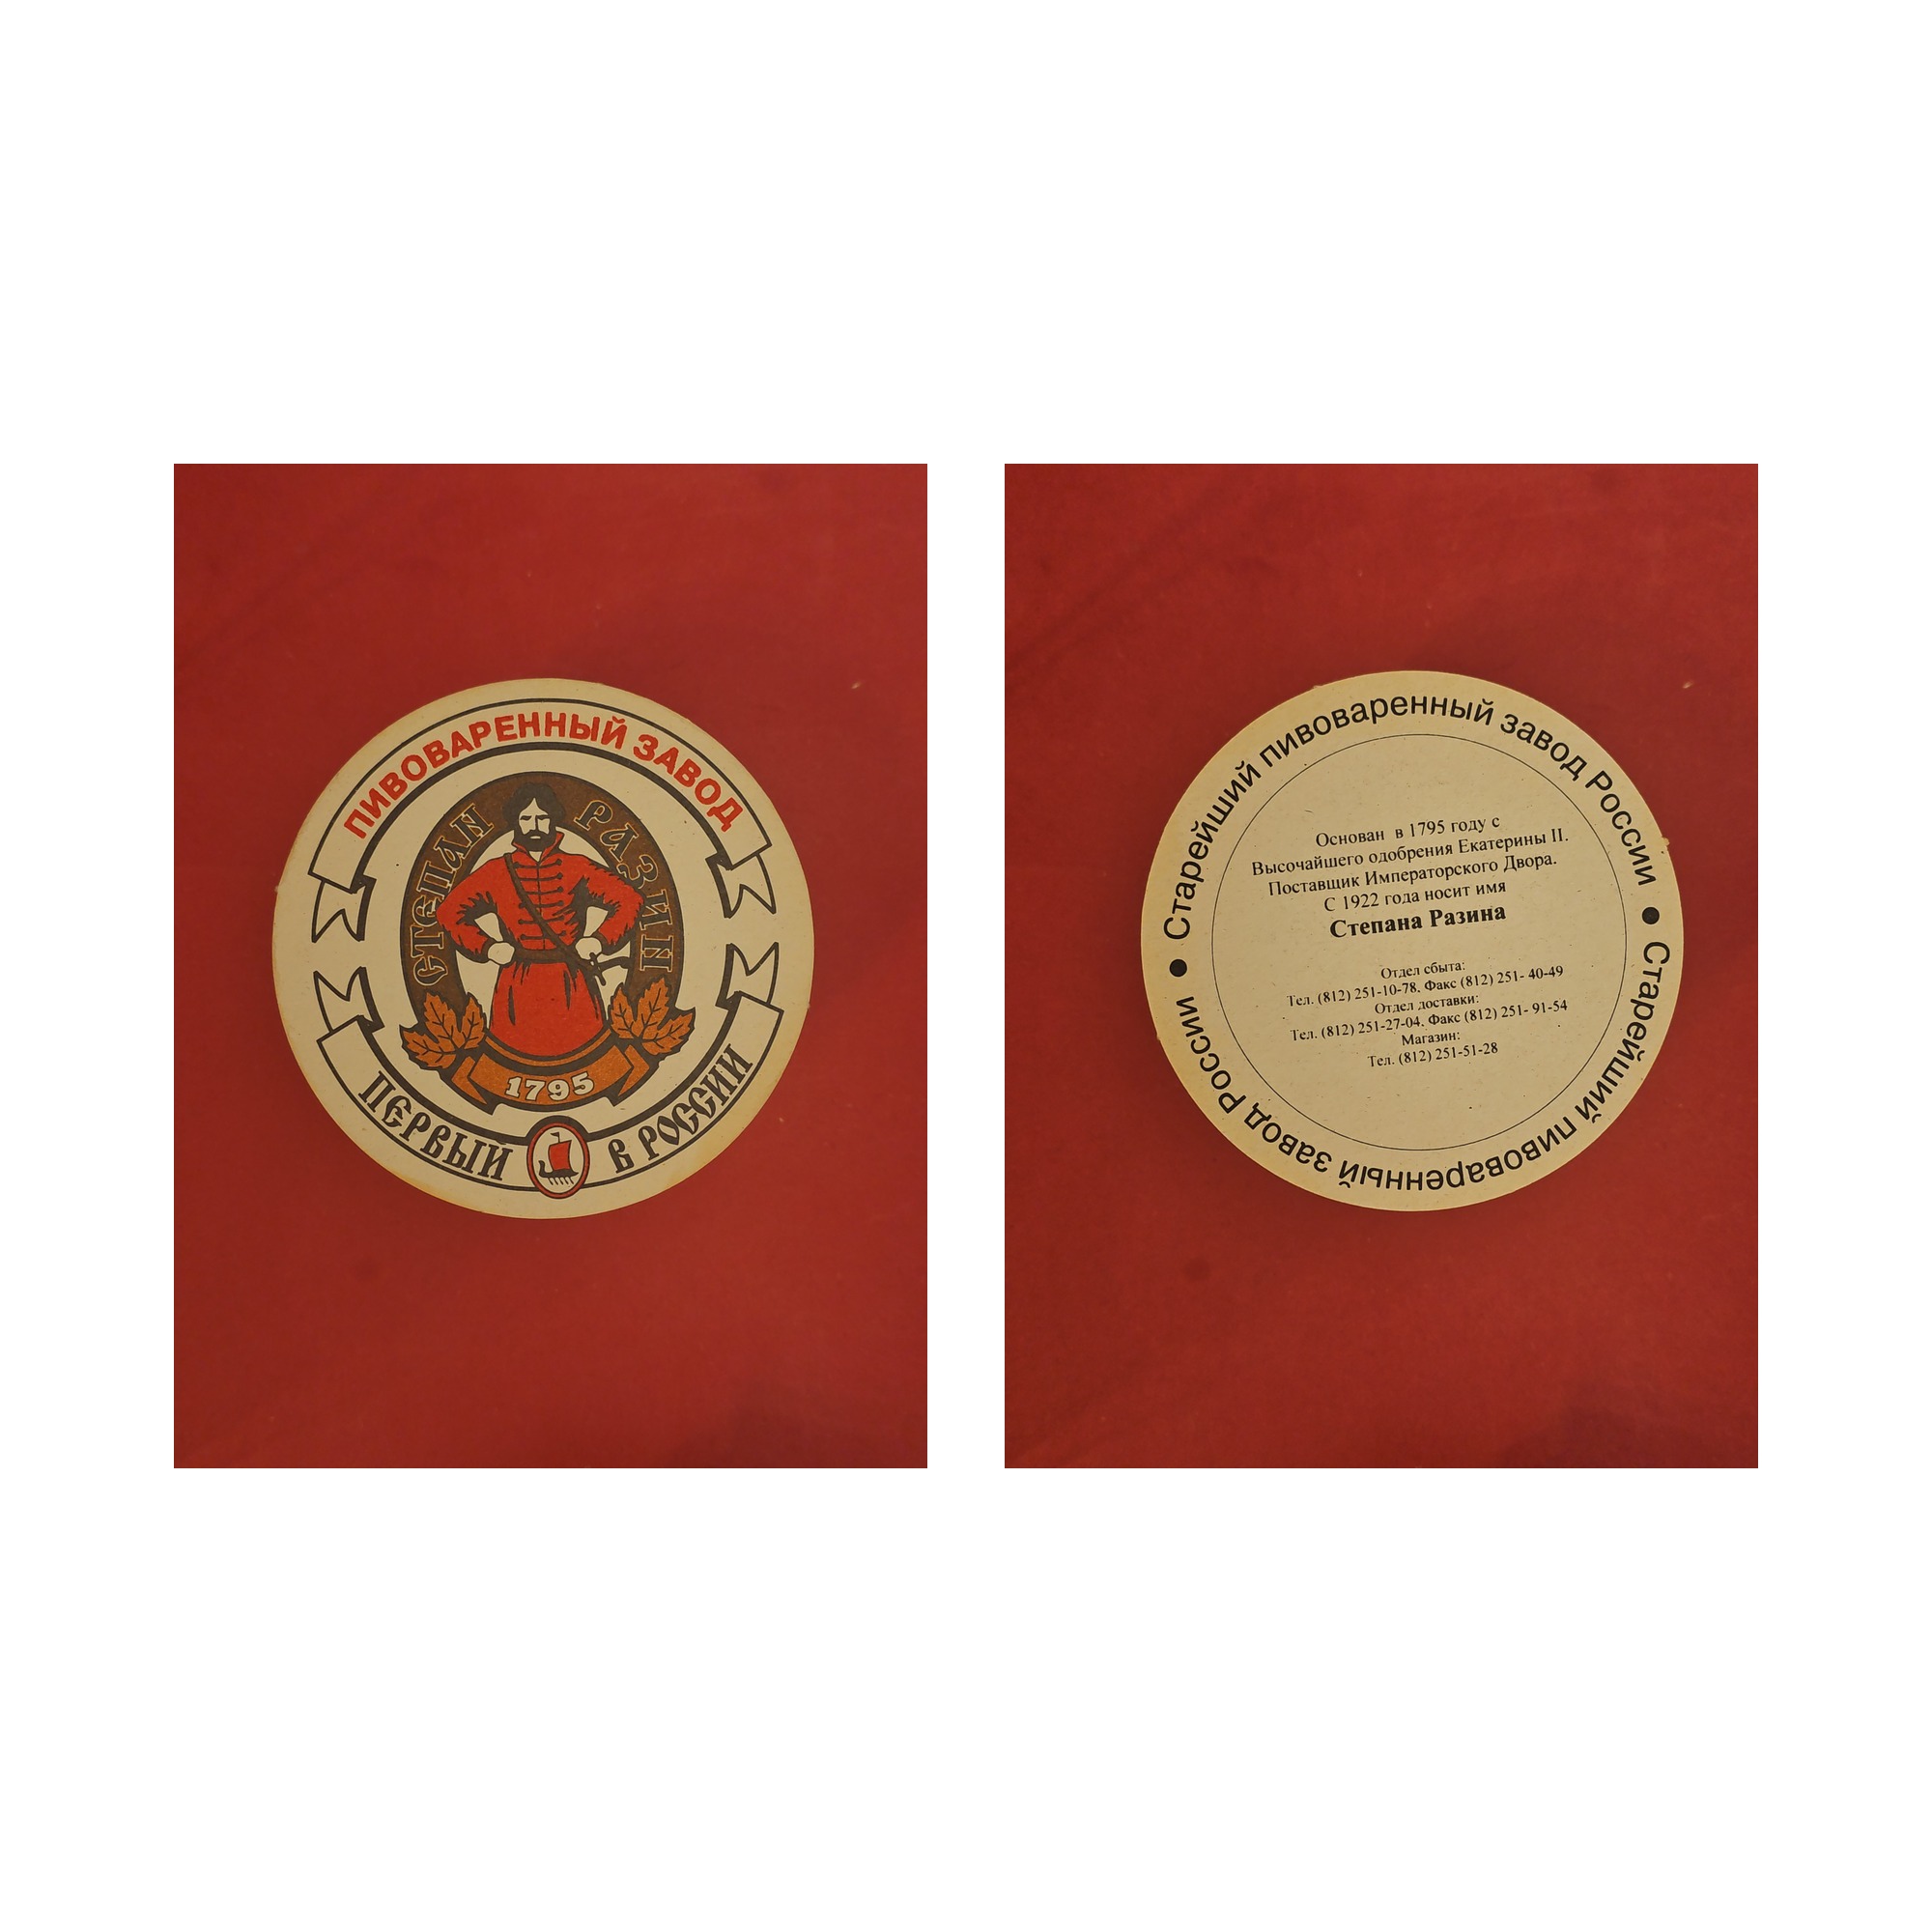 ПИВОВАРЕННЫЙ ЗАВОД
СТЕПАН РАЗИН
1795
ПЕРВЫЙ В РОССИИ
Старейший пивоваренный завод России • Старейший пивоваренный завод России •
Основан в 1795 году с
Высочайшего одобрения Екатерины II.
Поставщик Императорского Двора.
С 1922 года носит имя
Степана Разина
Отдел сбыта:
Тел. (812) 251-10-78. Факс (812) 251- 40-49
Отдел доставки:
Тел. (812) 251-27-04. Факс (812) 251- 91-54
Магазин:
Тел. (812) 251-51-28